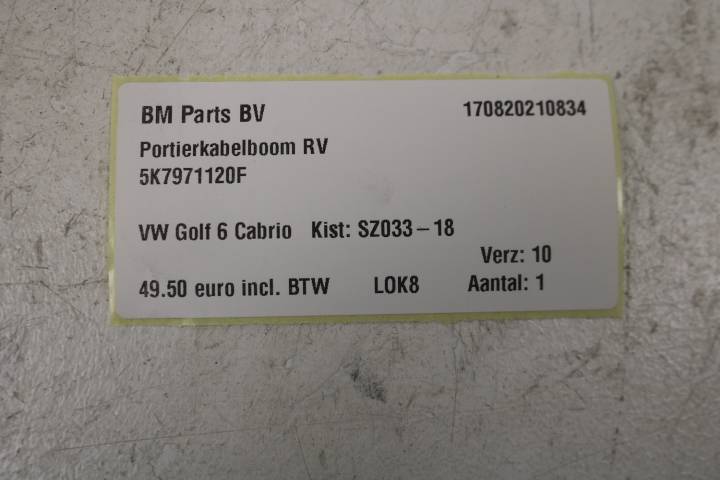 BM Parts BV 170820210834
Portierkabelboom RV
5K7971120F
VW Golf 6 Cabrio Kist: SZ033-18
Verz: 10
49.50 euro incl. BTW LOK8 Aantal: 1